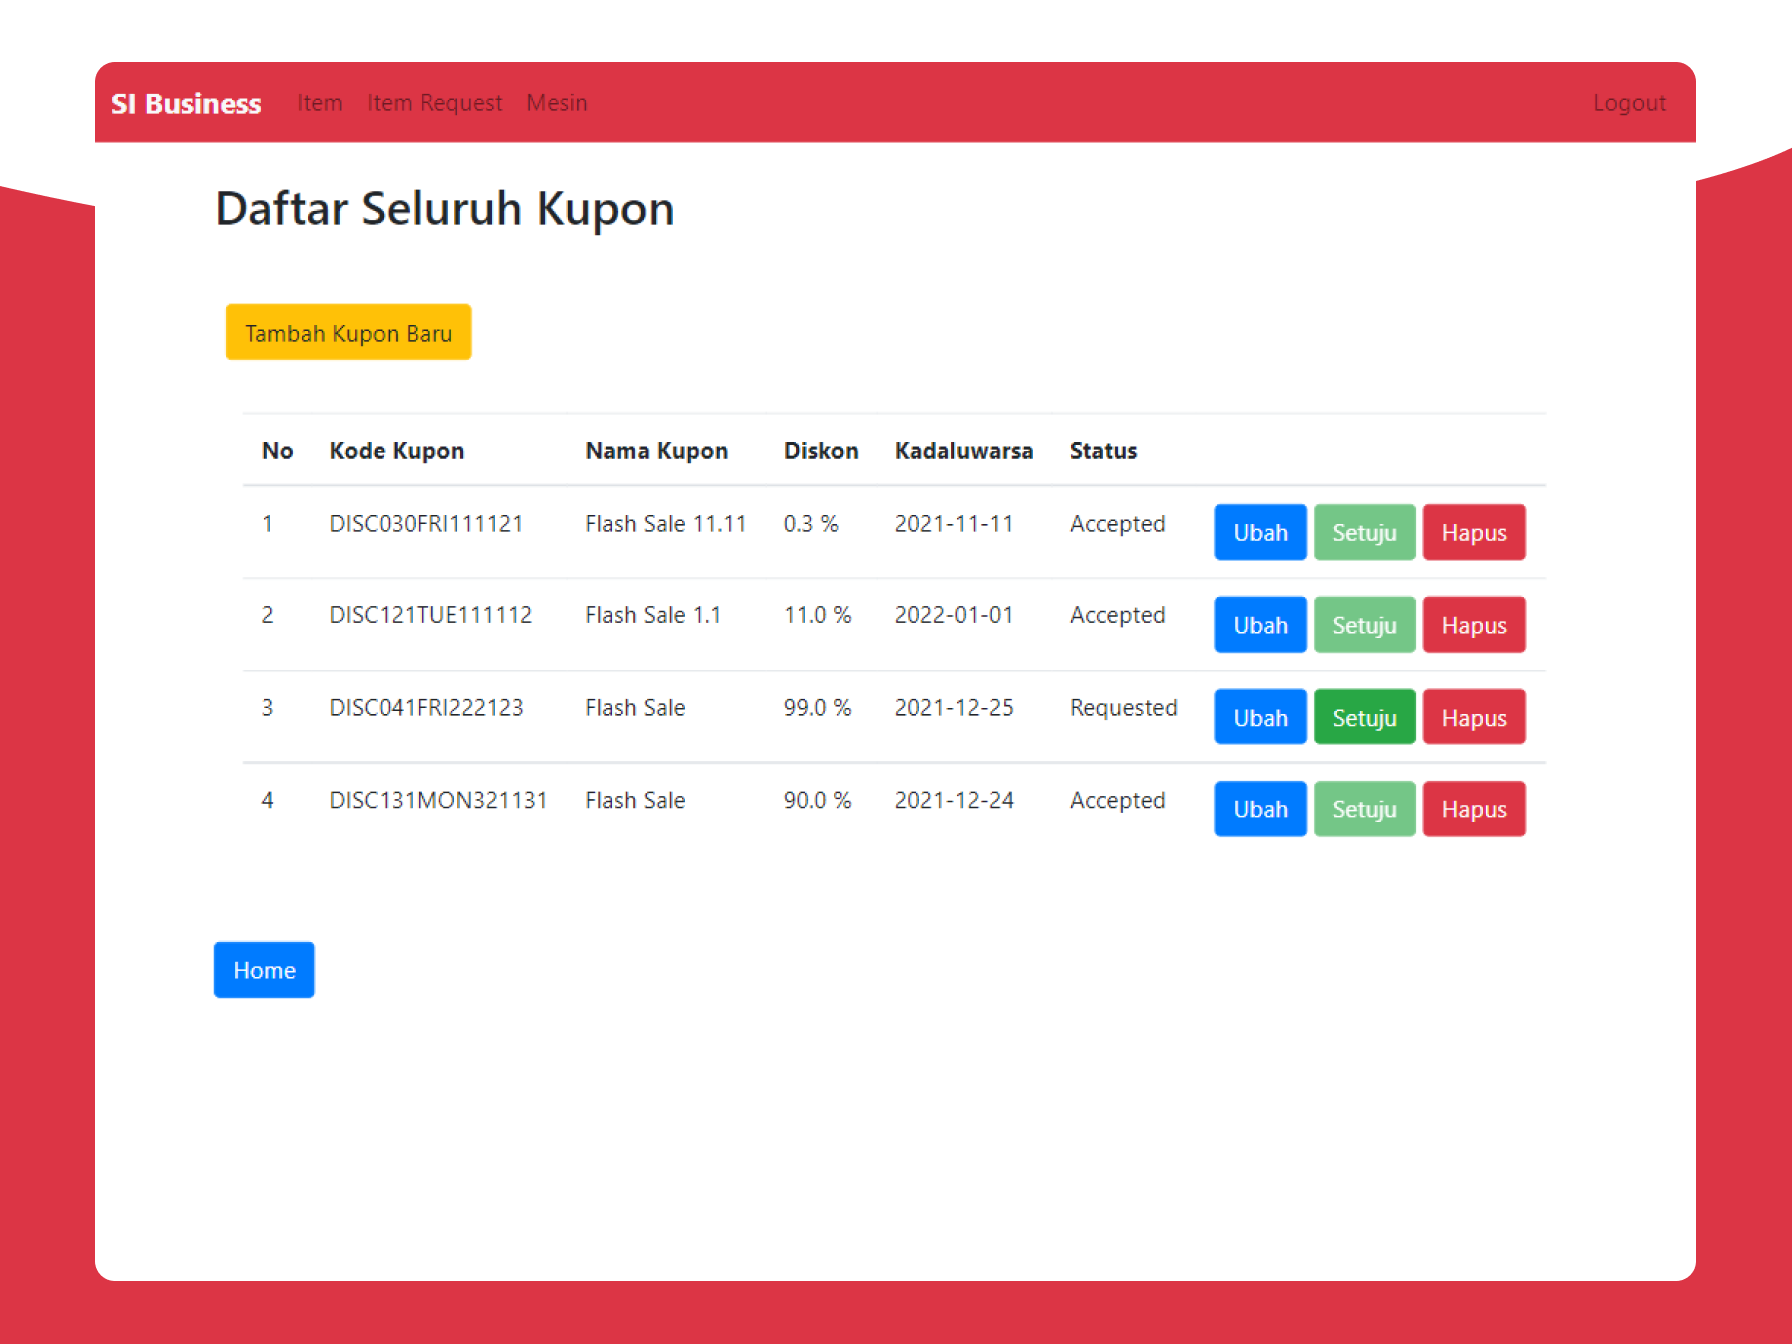 SI Business Item Item Request Mesin Logout
Daftar Seluruh Kupon
Tambah Kupon Baru
No Kode Kupon Nama Kupon Diskon Kadaluwarsa Status
1 DISC030FRI111121 Flash Sale 11.11 0.3 % 2021-11-11 Accepted Ubah Setuju Hapus
2 DISC121TUE111112 Flash Sale 1.1 11.0 % 2022-01-01 Accepted Ubah Setuju Hapus
3 DISC041FRI222123 Flash Sale 99.0 % 2021-12-25 Requested Ubah Setuju Hapus
4 DISC131MON321131 Flash Sale 90.0 % 2021-12-24 Accepted Ubah Setuju Hapus
Home